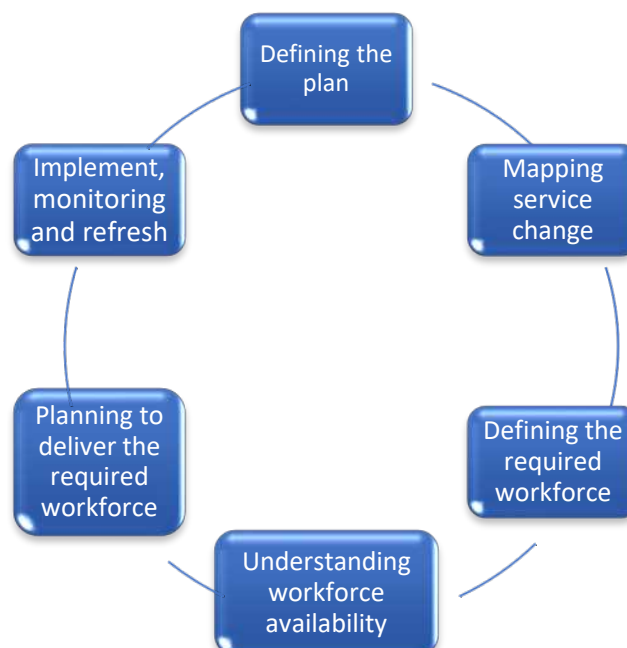 Defining the
plan
Mapping
service
change
Defining the
required
workforce
Understanding
workforce
availability
Planning to
deliver the
required
workforce
Implement,
monitoring
and refresh